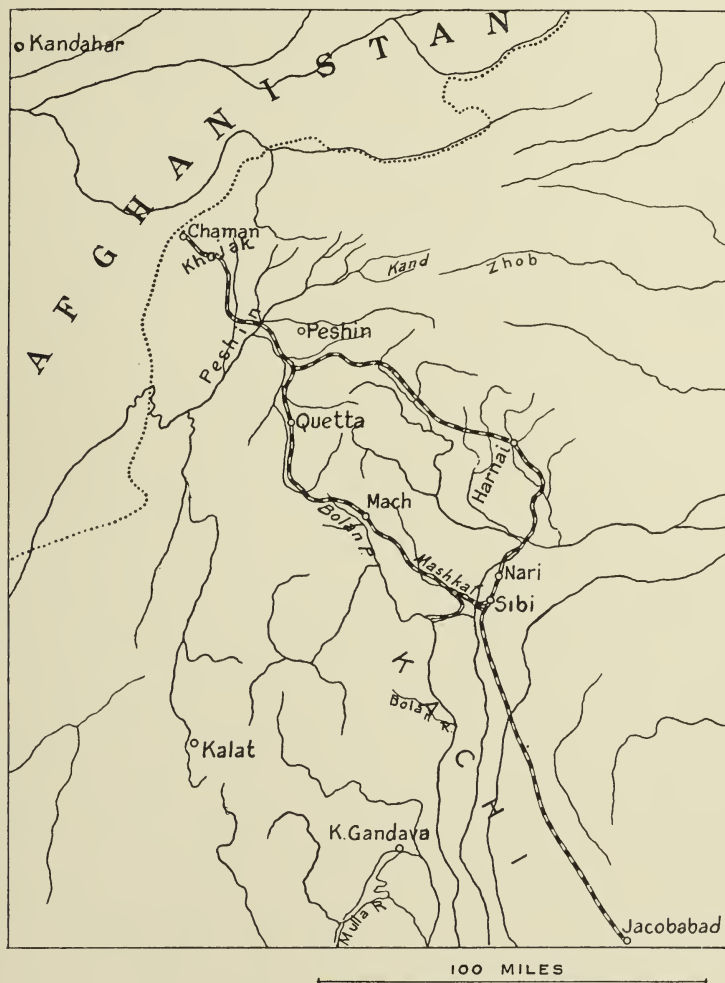 Kandahar
AFGHANISTAN
Chaman
Khojak
Kand
Zhob
Peshin
Peshin
Quetta
Harnai
Mach
Bolan P.
Mashkaf
Nari
Sibi
KACHI
Bolan R.
Kalat
K. Gandava
Mulla P.
Jacobabad
100 MILES